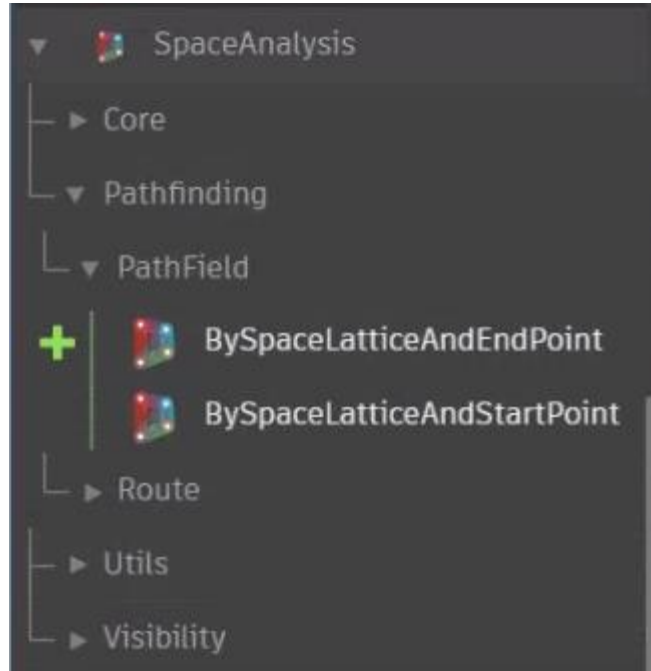 SpaceAnalysis
Core
Pathfinding
PathField
BySpaceLatticeAndEndPoint
BySpaceLatticeAndStartPoint
Route
Utils
Visibility